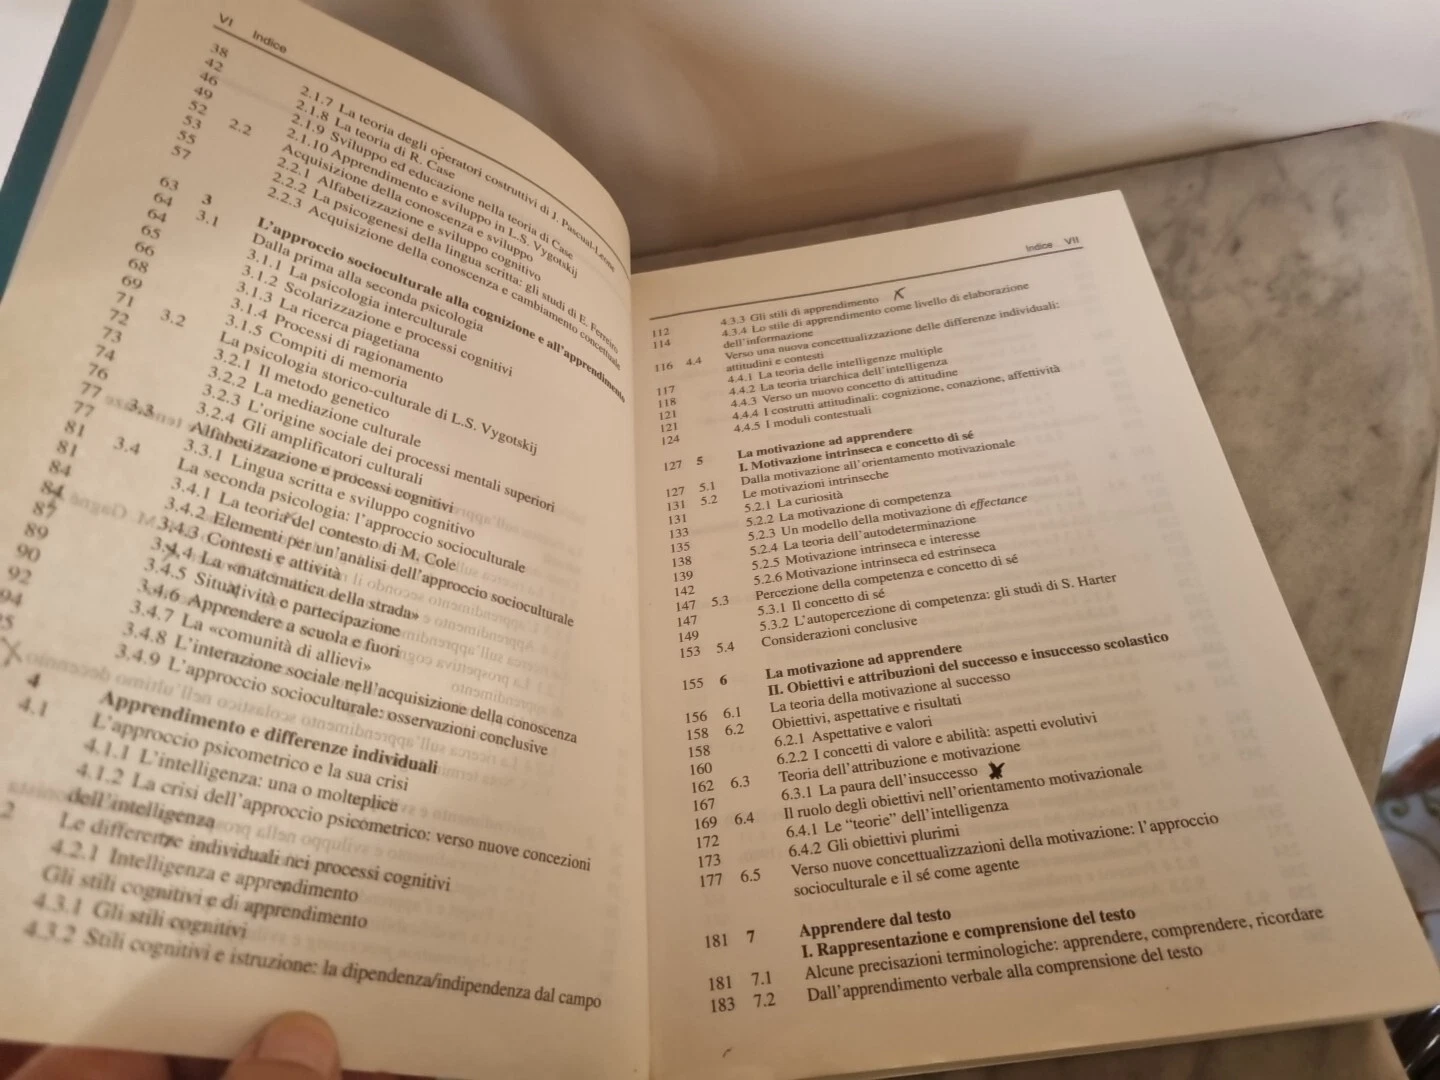 VI Indice
38 2.1.7 La teoria degli operatori costruttivi di J. Pascual-Leone
42 2.1.8 La teoria di R. Case
46 2.1.9 Sviluppo ed educazione nella teoria di Case
49 2.1.10 Apprendimento e sviluppo in L.S. Vygotskij
52 2.2 Acquisizione della conoscenza e sviluppo
53 2.2.1 Alfabetizzazione e sviluppo cognitivo
55 2.2.2 La psicogenesi della lingua scritta: gli studi di E. Ferreiro
57 2.2.3 Acquisizione della conoscenza e cambiamento concettuale
63 3 L'approccio socioculturale alla cognizione e all'apprendimento
64 3.1 Dalla prima alla seconda psicologia
64 3.1.1 La psicologia interculturale
65 3.1.2 Scolarizzazione e processi cognitivi
66 3.1.3 La ricerca piagetiana
68 3.1.4 Processi di ragionamento
69 3.1.5 Compiti di memoria
71 3.2 La psicologia storico-culturale di L.S. Vygotskij
72 3.2.1 Il metodo genetico
73 3.2.2 La mediazione culturale
74 3.2.3 L'origine sociale dei processi mentali superiori
76 3.2.4 Gli amplificatori culturali
77 3.3 Alfabetizzazione e processi cognitivi
77 3.3.1 Lingua scritta e sviluppo cognitivo
81 3.4 La seconda psicologia: l'approccio socioculturale
81 3.4.1 La teoria del contesto di M. Cole
84 3.4.2 Elementi per un'analisi dell'approccio socioculturale
84 3.4.3 Contesti e attività
87 3.4.4 La «matematica della strada»
89 3.4.5 Situatività e partecipazione
90 3.4.6 Apprendere a scuola e fuori
92 3.4.7 La «comunità di allievi»
94 3.4.8 L'interazione sociale nell'acquisizione della conoscenza
3.4.9 L'approccio socioculturale: osservazioni conclusive
4 Apprendimento e differenze individuali
4.1 L'approccio psicometrico e la sua crisi
4.1.1 L'intelligenza: una o molteplice
4.1.2 La crisi dell'approccio psicometrico: verso nuove concezioni
dell'intelligenza
2 Le differenze individuali nei processi cognitivi
4.2.1 Intelligenza e apprendimento
Gli stili cognitivi e di apprendimento
4.3.1 Gli stili cognitivi
4.3.2 Stili cognitivi e istruzione: la dipendenza/indipendenza dal campo
Indice VII
112 4.3.3 Gli stili di apprendimento
114 4.3.4 Lo stile di apprendimento come livello di elaborazione
dell'informazione
116 4.4 Verso una nuova concettualizzazione delle differenze individuali:
attitudini e contesti
117 4.4.1 La teoria delle intelligenze multiple
118 4.4.2 La teoria triarchica dell'intelligenza
121 4.4.3 Verso un nuovo concetto di attitudine
121 4.4.4 I costrutti attitudinali: cognizione, conazione, affettività
124 4.4.5 I moduli contestuali
127 5 La motivazione ad apprendere
I. Motivazione intrinseca e concetto di sé
127 5.1 Dalla motivazione all'orientamento motivazionale
131 5.2 Le motivazioni intrinseche
131 5.2.1 La curiosità
133 5.2.2 La motivazione di competenza
135 5.2.3 Un modello della motivazione di effectance
138 5.2.4 La teoria dell'autodeterminazione
139 5.2.5 Motivazione intrinseca e interesse
142 5.2.6 Motivazione intrinseca ed estrinseca
147 5.3 Percezione della competenza e concetto di sé
147 5.3.1 Il concetto di sé
149 5.3.2 L'autopercezione di competenza: gli studi di S. Harter
153 5.4 Considerazioni conclusive
155 6 La motivazione ad apprendere
II. Obiettivi e attribuzioni del successo e insuccesso scolastico
156 6.1 La teoria della motivazione al successo
158 6.2 Obiettivi, aspettative e risultati
158 6.2.1 Aspettative e valori
160 6.2.2 I concetti di valore e abilità: aspetti evolutivi
162 6.3 Teoria dell'attribuzione e motivazione
167 6.3.1 La paura dell'insuccesso
169 6.4 Il ruolo degli obiettivi nell'orientamento motivazionale
172 6.4.1 Le "teorie" dell'intelligenza
173 6.4.2 Gli obiettivi plurimi
177 6.5 Verso nuove concettualizzazioni della motivazione: l'approccio
socioculturale e il sé come agente
181 7 Apprendere dal testo
I. Rappresentazione e comprensione del testo
181 7.1 Alcune precisazioni terminologiche: apprendere, comprendere, ricordare
183 7.2 Dall'apprendimento verbale alla comprensione del testo